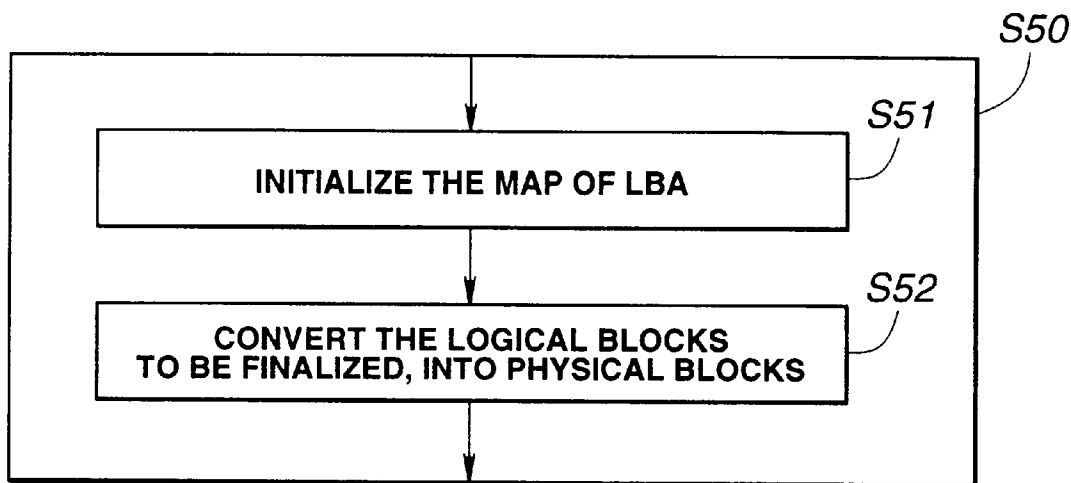 S50
S51
INITIALIZE THE MAP OF LBA
S52
CONVERT THE LOGICAL BLOCKS
TO BE FINALIZED, INTO PHYSICAL BLOCKS